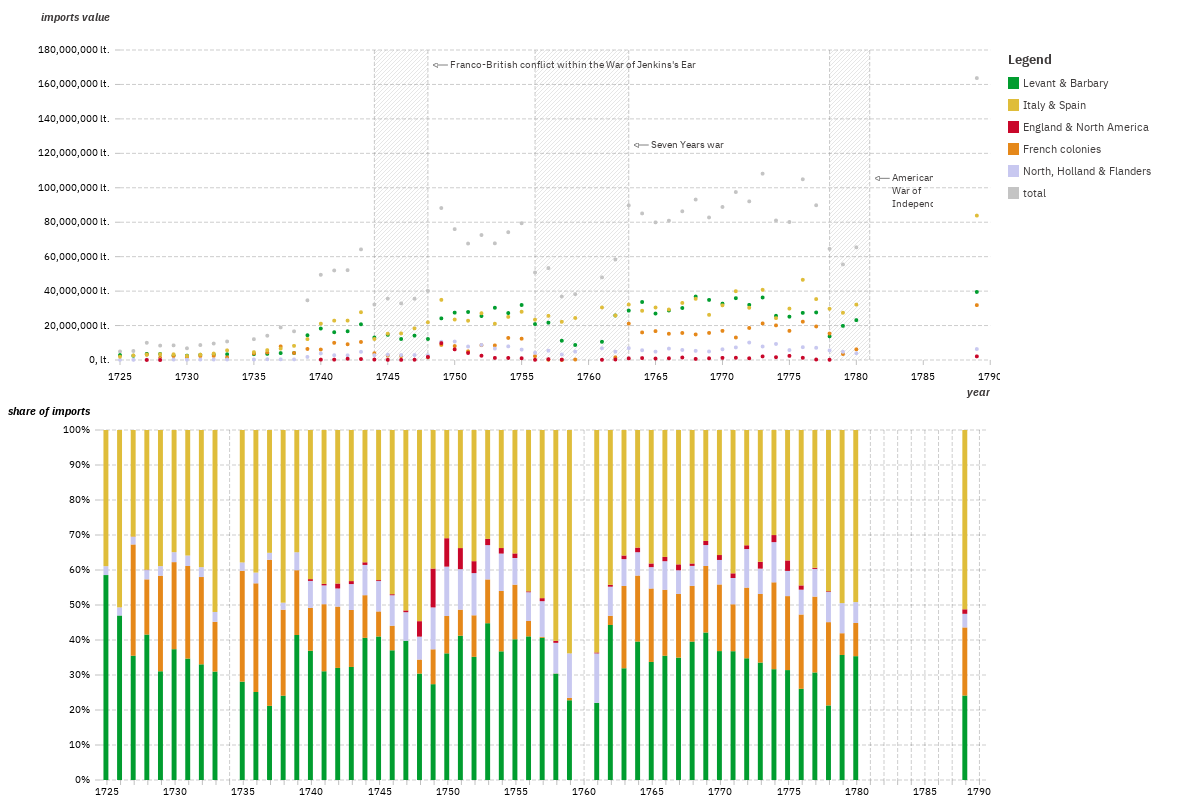 imports value
180,000,000 lt.
160,000,000 lt.
140,000,000 lt.
120,000,000 lt.
100,000,000 lt.
80,000,000 lt.
60,000,000 lt.
40,000,000 lt.
20,000,000 lt.
0, lt.
Franco-British conflict within the War of Jenkins's Ear
Seven Years war
American
War of
Independc
1725 1730 1735 1740 1745 1750 1755 1760 1765 1770 1775 1780 1785 1790
year
Legend
Levant & Barbary
Italy & Spain
England & North America
French colonies
North, Holland & Flanders
total
share of imports
100%
90%
80%
70%
60%
50%
40%
30%
20%
10%
0%
1725 1730 1735 1740 1745 1750 1755 1760 1765 1770 1775 1780 1785 1790